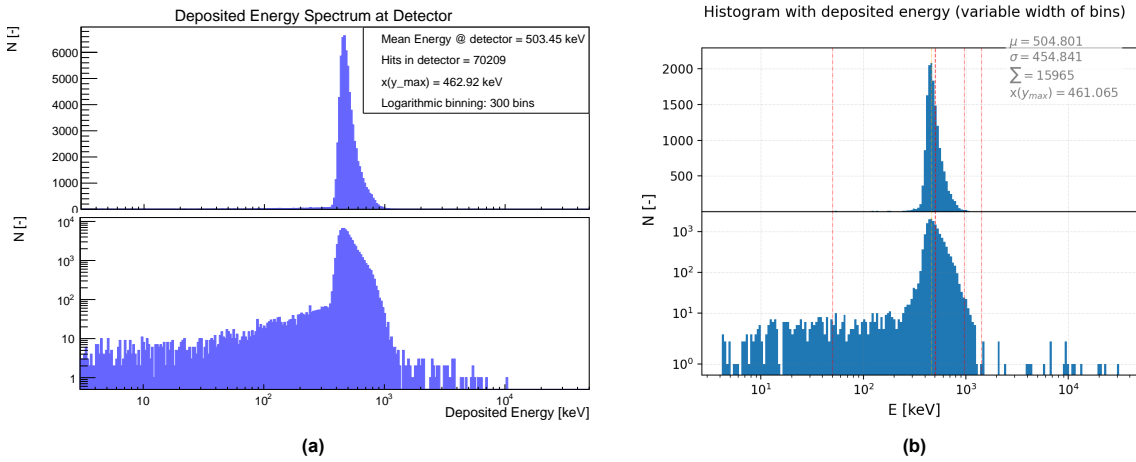 Deposited Energy Spectrum at Detector
N [-]
6000
5000
4000
3000
2000
1000
0
Mean Energy @ detector = 503.45 keV
Hits in detector = 70209
x(y_max) = 462.92 keV
Logarithmic binning: 300 bins
N [-]
10⁴
10³
10²
10
1
10
10²
10³
10⁴
Deposited Energy [keV]
(a)
Histogram with deposited energy (variable width of bins)
μ = 504.801
σ = 454.841
∑ = 15965
x(y_max) = 461.065
2000
1500
1000
500
N [-]
10³
10²
10¹
10⁰
10¹
10²
10³
10⁴
E [keV]
(b)